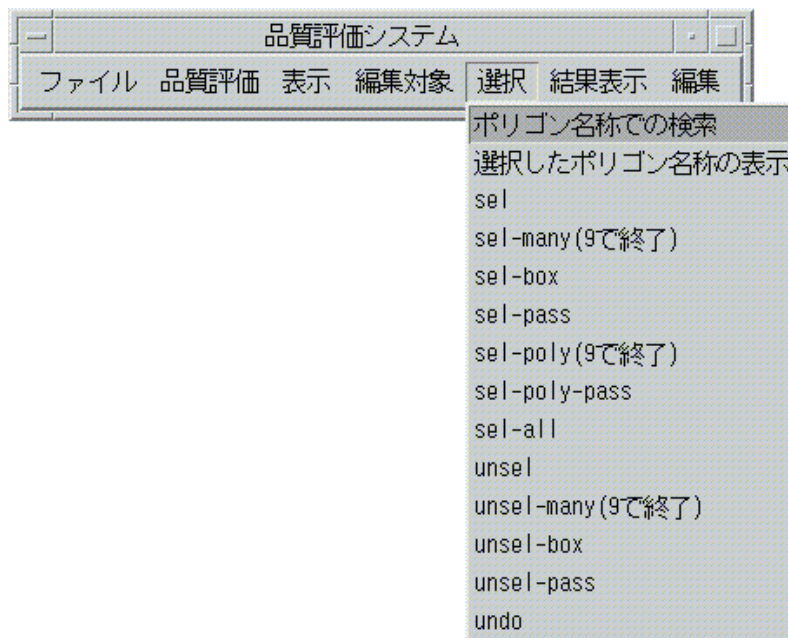 品質評価システム
ファイル 品質評価 表示 編集対象 選択 結果表示 編集
ポリゴン名称での検索
選択したポリゴン名称の表示
sel
sel-many(9で終了)
sel-box
sel-pass
sel-poly(9で終了)
sel-poly-pass
sel-all
unsel
unsel-many(9で終了)
unsel-box
unsel-pass
undo